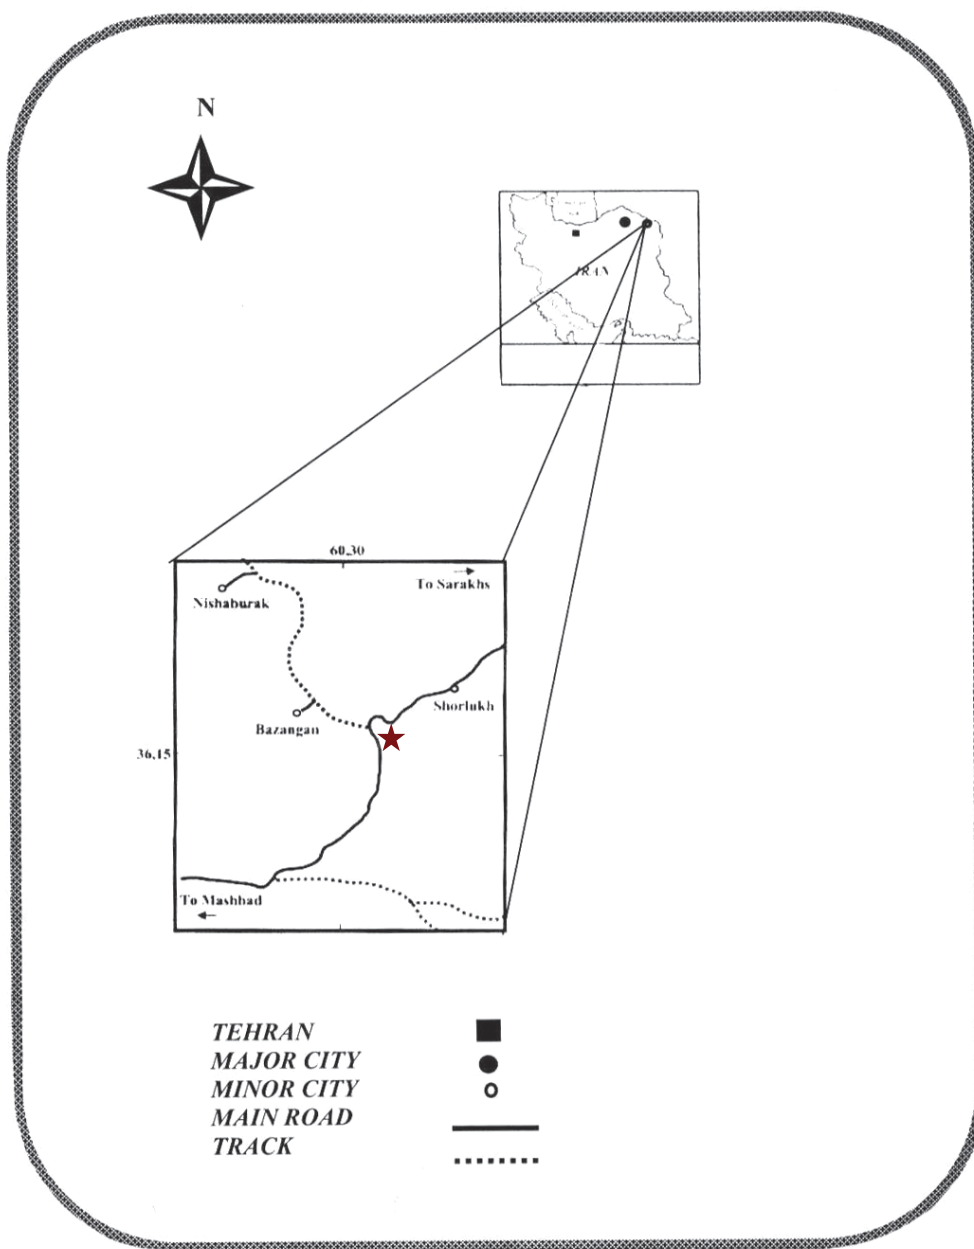 N
IRAN
60.30
To Sarakhs
Nishaburak
Shorlukh
Bazangan
36.15
To Mashhad
TEHRAN
MAJOR CITY
MINOR CITY
MAIN ROAD
TRACK